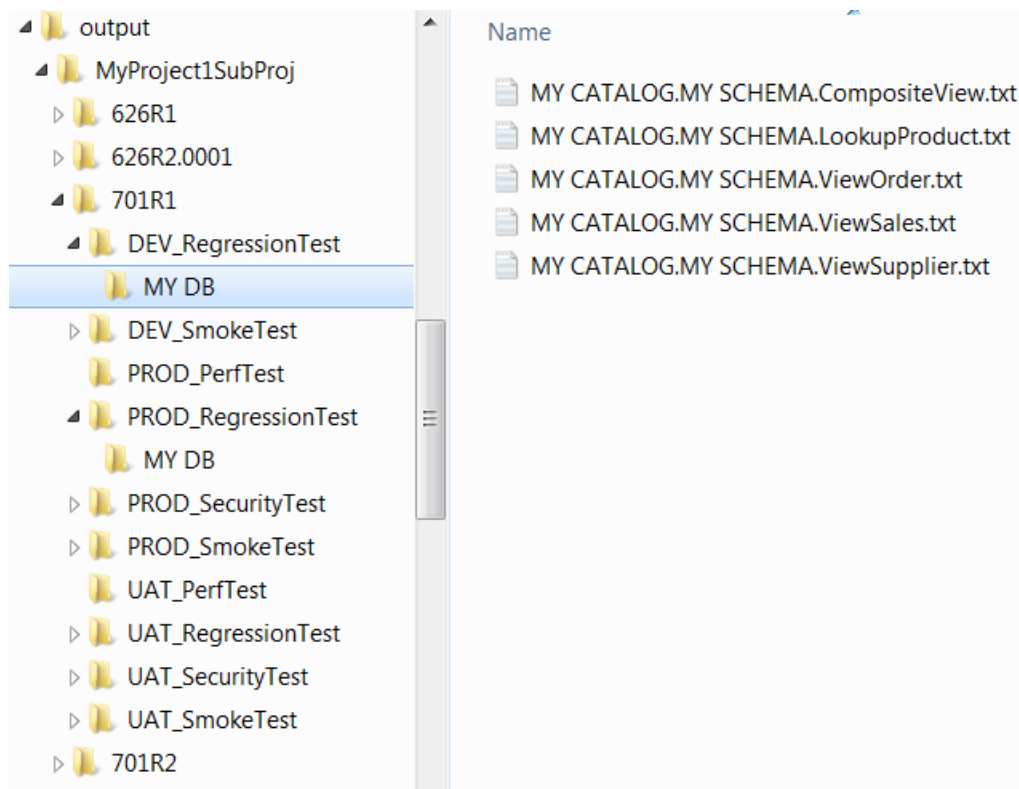 output
MyProject1SubProj
626R1
626R2.0001
701R1
DEV_RegressionTest
MY DB
DEV_SmokeTest
PROD_PerfTest
PROD_RegressionTest
MY DB
PROD_SecurityTest
PROD_SmokeTest
UAT_PerfTest
UAT_RegressionTest
UAT_SecurityTest
UAT_SmokeTest
701R2
Name
MY CATALOG.MY SCHEMA.CompositeView.txt
MY CATALOG.MY SCHEMA.LookupProduct.txt
MY CATALOG.MY SCHEMA.ViewOrder.txt
MY CATALOG.MY SCHEMA.ViewSales.txt
MY CATALOG.MY SCHEMA.ViewSupplier.txt